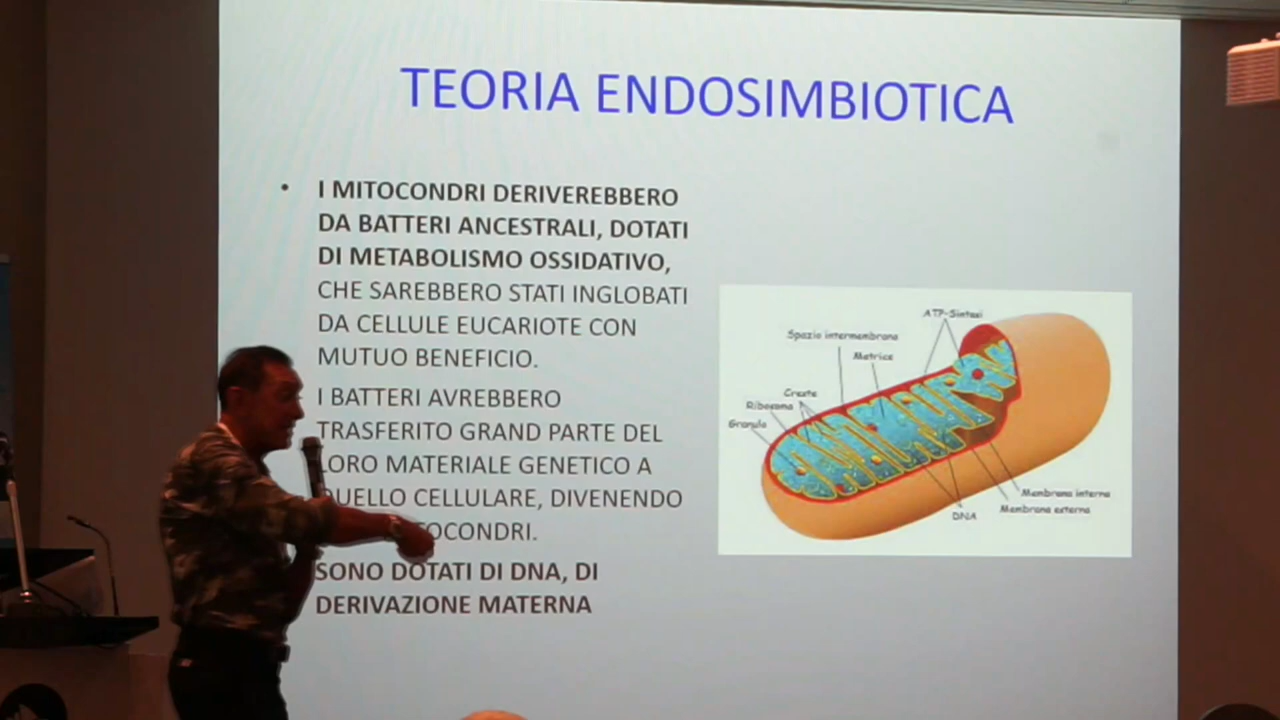 TEORIA ENDOSIMBIOTICA
• I MITOCONDRI DERIVEREBBERO
DA BATTERI ANCESTRALI, DOTATI
DI METABOLISMO OSSIDATIVO,
CHE SAREBBERO STATI INGLOBATI
DA CELLULE EUCARIOTE CON
MUTUO BENEFICIO.
I BATTERI AVREBBERO
TRASFERITO GRAND PARTE DEL
LORO MATERIALE GENETICO A
QUELLO CELLULARE, DIVENENDO
OCONDRI.
SONO DOTATI DI DNA, DI
DERIVAZIONE MATERNA
ATP-Sintasi
Spazio intermembrana
Matrice
Creste
Ribosoma
Granulo
Membrana interna
Membrana esterna
DNA